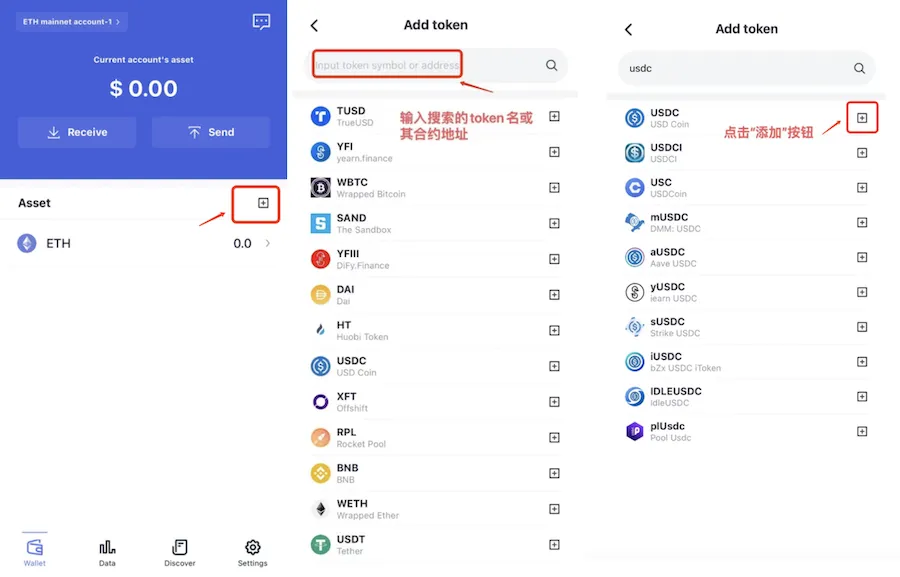 ETH mainnet account-1 >
Current account's asset
$ 0.00
Receive
Send
Asset
ETH
0.0 >
Wallet
Data
Discover
Settings
Add token
Input token symbol or address
输入搜索的token名或
其合约地址
TUSD
TrueUSD
YFI
yearn.finance
WBTC
Wrapped Bitcoin
SAND
The Sandbox
YFIII
DiFy.Finance
DAI
Dai
HT
Huobi Token
USDC
USD Coin
XFT
Offshift
RPL
Rocket Pool
BNB
BNB
WETH
Wrapped Ether
USDT
Tether
Add token
usdc
点击“添加”按钮
USDC
USD Coin
USDCI
USDCI
USC
USDCoin
mUSDC
DMM: USDC
aUSDC
Aave USDC
yUSDC
iearn USDC
sUSDC
Strike USDC
iUSDC
bZx USDC iToken
IDLEUSDC
IdleUSDC
plUsdc
Pool Usdc